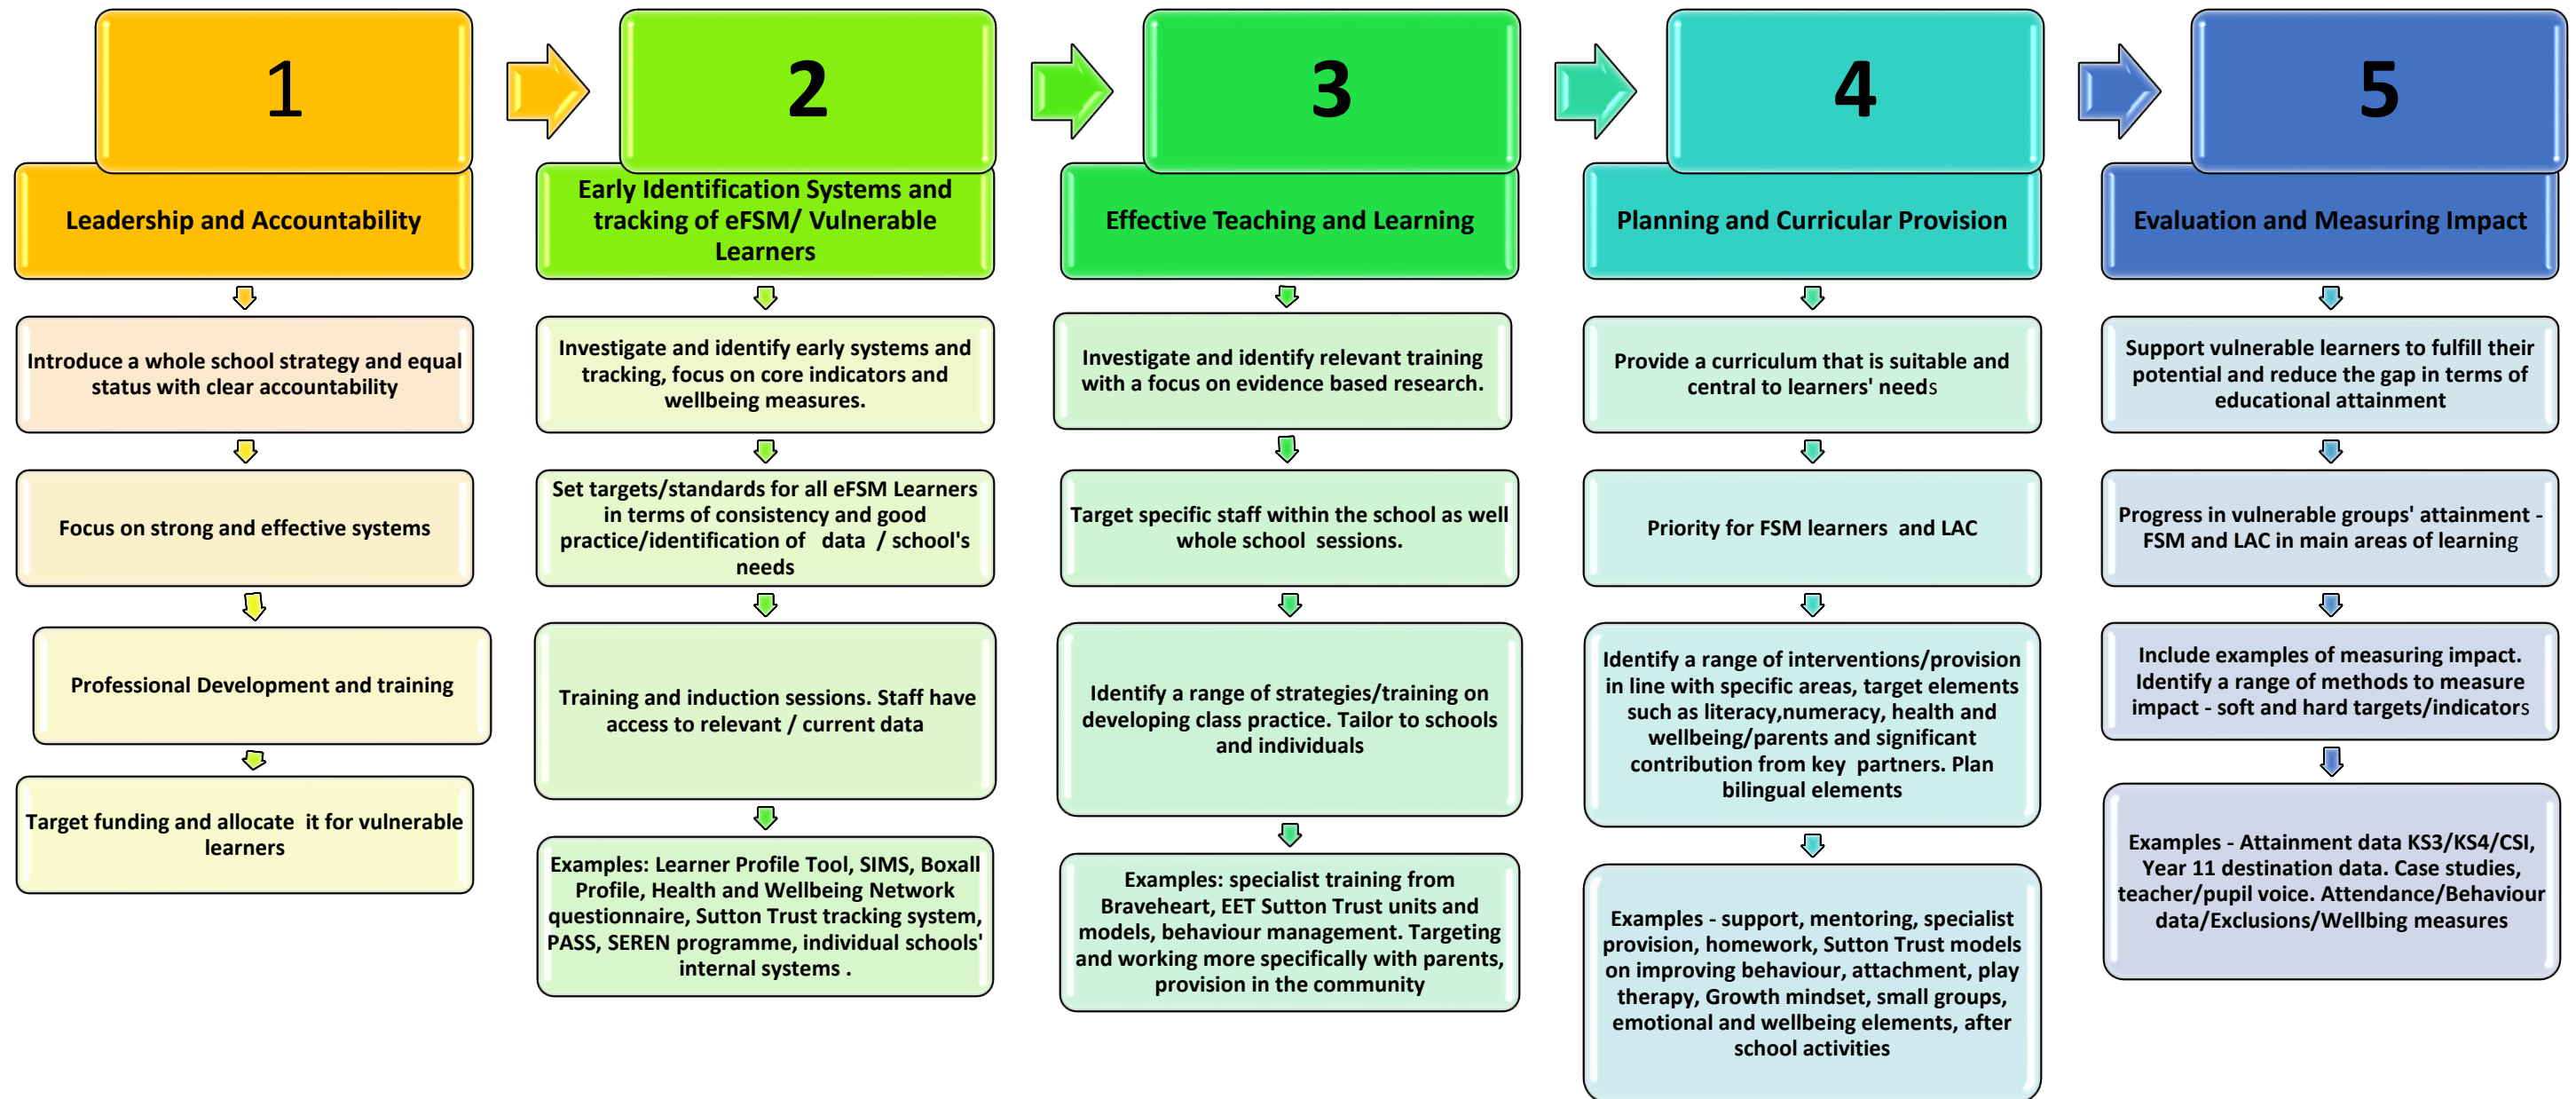 1
Leadership and Accountability
Introduce a whole school strategy and equal
status with clear accountability
Focus on strong and effective systems
Professional Development and training
Target funding and allocate it for vulnerable
learners
2
Early Identification Systems and
tracking of eFSM/ Vulnerable
Learners
Investigate and identify early systems and
tracking, focus on core indicators and
wellbeing measures.
Set targets/standards for all eFSM Learners
in terms of consistency and good
practice/identification of data / school's
needs
Training and induction sessions. Staff have
access to relevant / current data
Examples: Learner Profile Tool, SIMS, Boxall
Profile, Health and Wellbeing Network
questionnaire, Sutton Trust tracking system,
PASS, SEREN programme, individual schools'
internal systems .
3
Effective Teaching and Learning
Investigate and identify relevant training
with a focus on evidence based research.
Target specific staff within the school as well
whole school sessions.
Identify a range of strategies/training on
developing class practice. Tailor to schools
and individuals
Examples: specialist training from
Braveheart, EET Sutton Trust units and
models, behaviour management. Targeting
and working more specifically with parents,
provision in the community
4
Planning and Curricular Provision
Provide a curriculum that is suitable and
central to learners' needs
Priority for FSM learners and LAC
Identify a range of interventions/provision
in line with specific areas, target elements
such as literacy,numeracy, health and
wellbeing/parents and significant
contribution from key partners. Plan
bilingual elements
Examples - support, mentoring, specialist
provision, homework, Sutton Trust models
on improving behaviour, attachment, play
therapy, Growth mindset, small groups,
emotional and wellbeing elements, after
school activities
5
Evaluation and Measuring Impact
Support vulnerable learners to fulfill their
potential and reduce the gap in terms of
educational attainment
Progress in vulnerable groups' attainment -
FSM and LAC in main areas of learning
Include examples of measuring impact.
Identify a range of methods to measure
impact - soft and hard targets/indicators
Examples - Attainment data KS3/KS4/CSI,
Year 11 destination data. Case studies,
teacher/pupil voice. Attendance/Behaviour
data/Exclusions/Wellbing measures